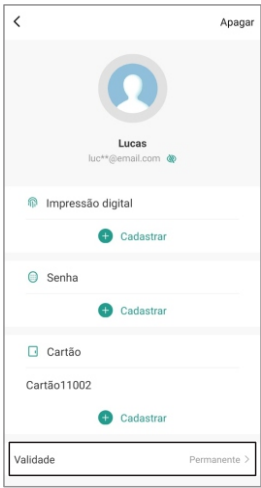 Apagar
Lucas
luc**@email.com
Impressão digital
Cadastrar
Senha
Cadastrar
Cartão
Cartão11002
Cadastrar
Validade Permanente